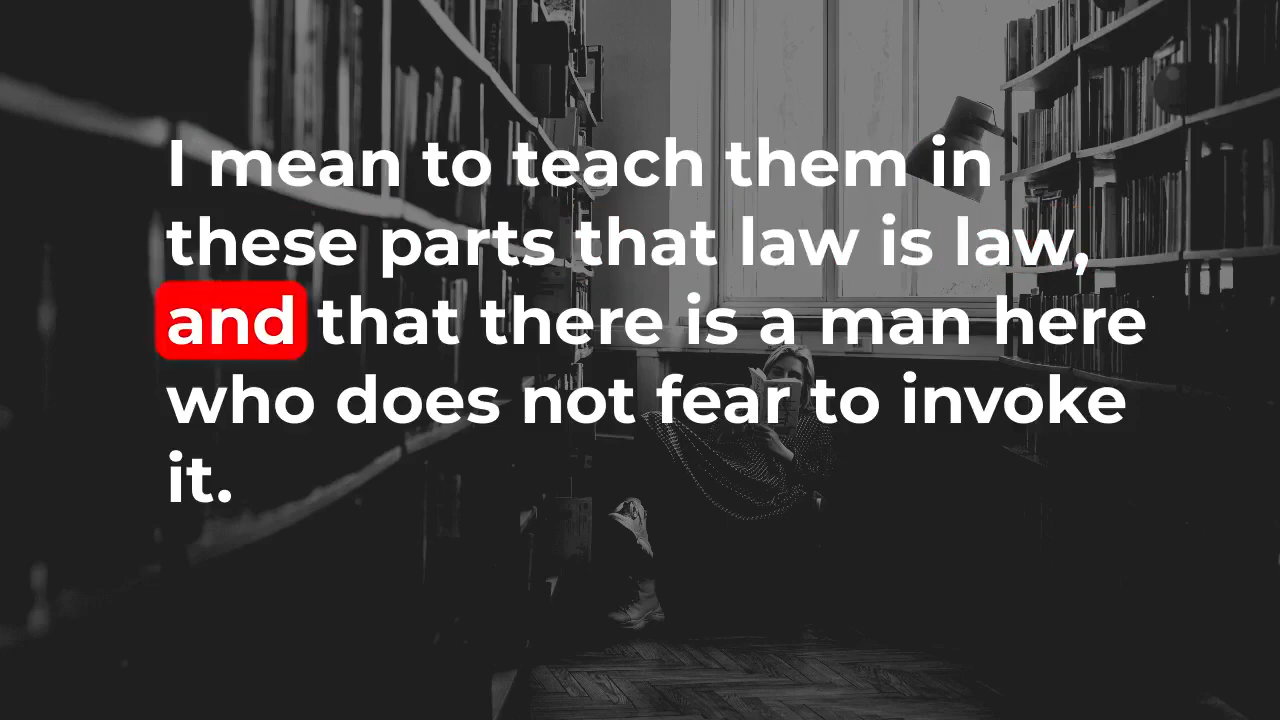 I mean to teach them in
these parts that law is law,
and that there is a man here
who does not fear to invoke
it.